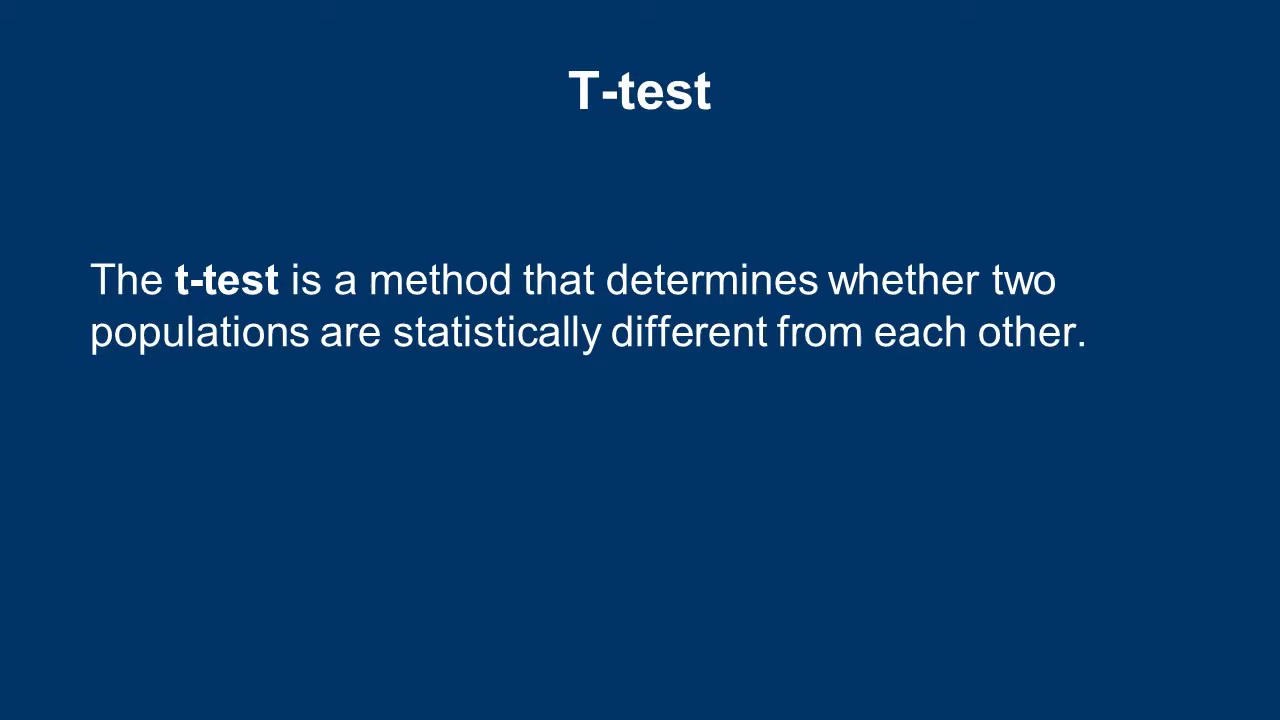 T-test
The t-test is a method that determines whether two
populations are statistically different from each other.